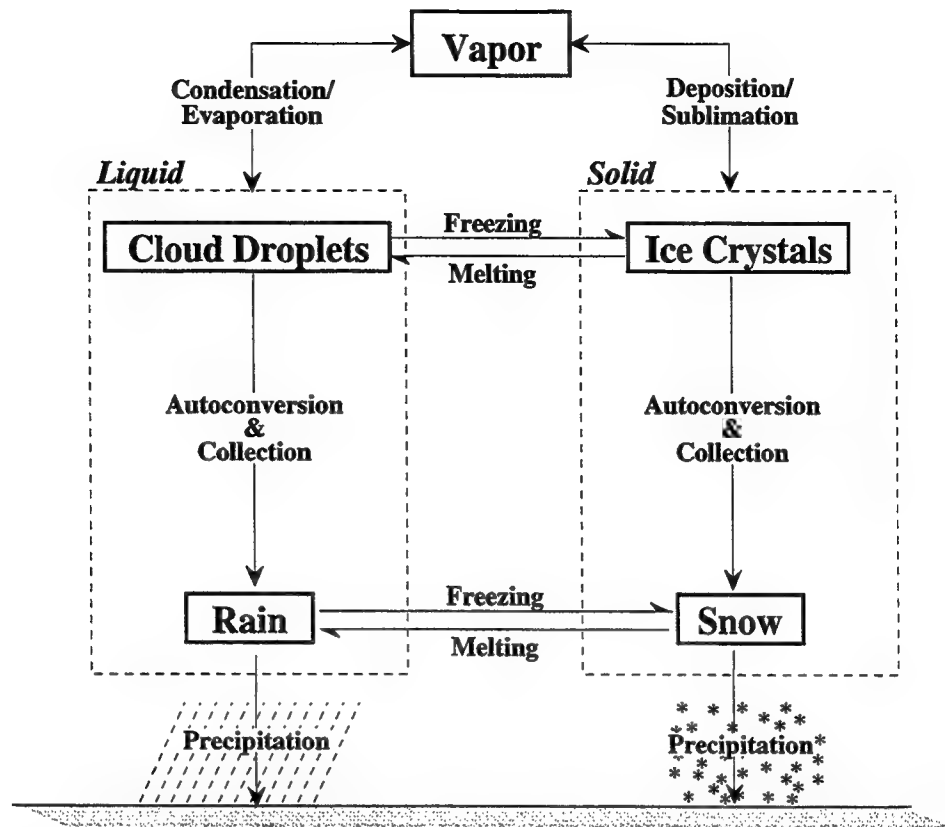 Vapor
Condensation/
Evaporation
Deposition/
Sublimation
Liquid
Solid
Cloud Droplets
Freezing
Melting
Ice Crystals
Autoconversion
&
Collection
Autoconversion
&
Collection
Rain
Freezing
Melting
Snow
Precipitation
Precipitation